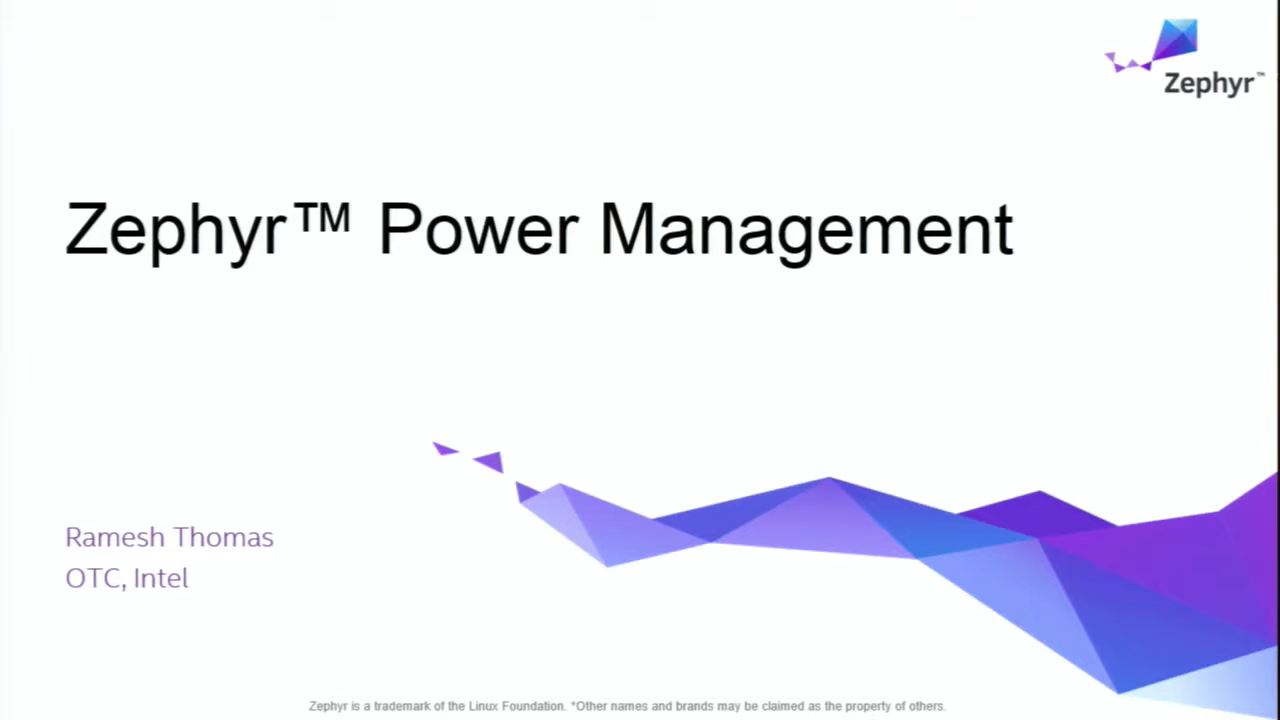 Zephyr™
Zephyr™ Power Management
Ramesh Thomas
OTC, Intel
Zephyr is a trademark of the Linux Foundation. *Other names and brands may be claimed as the property of others.